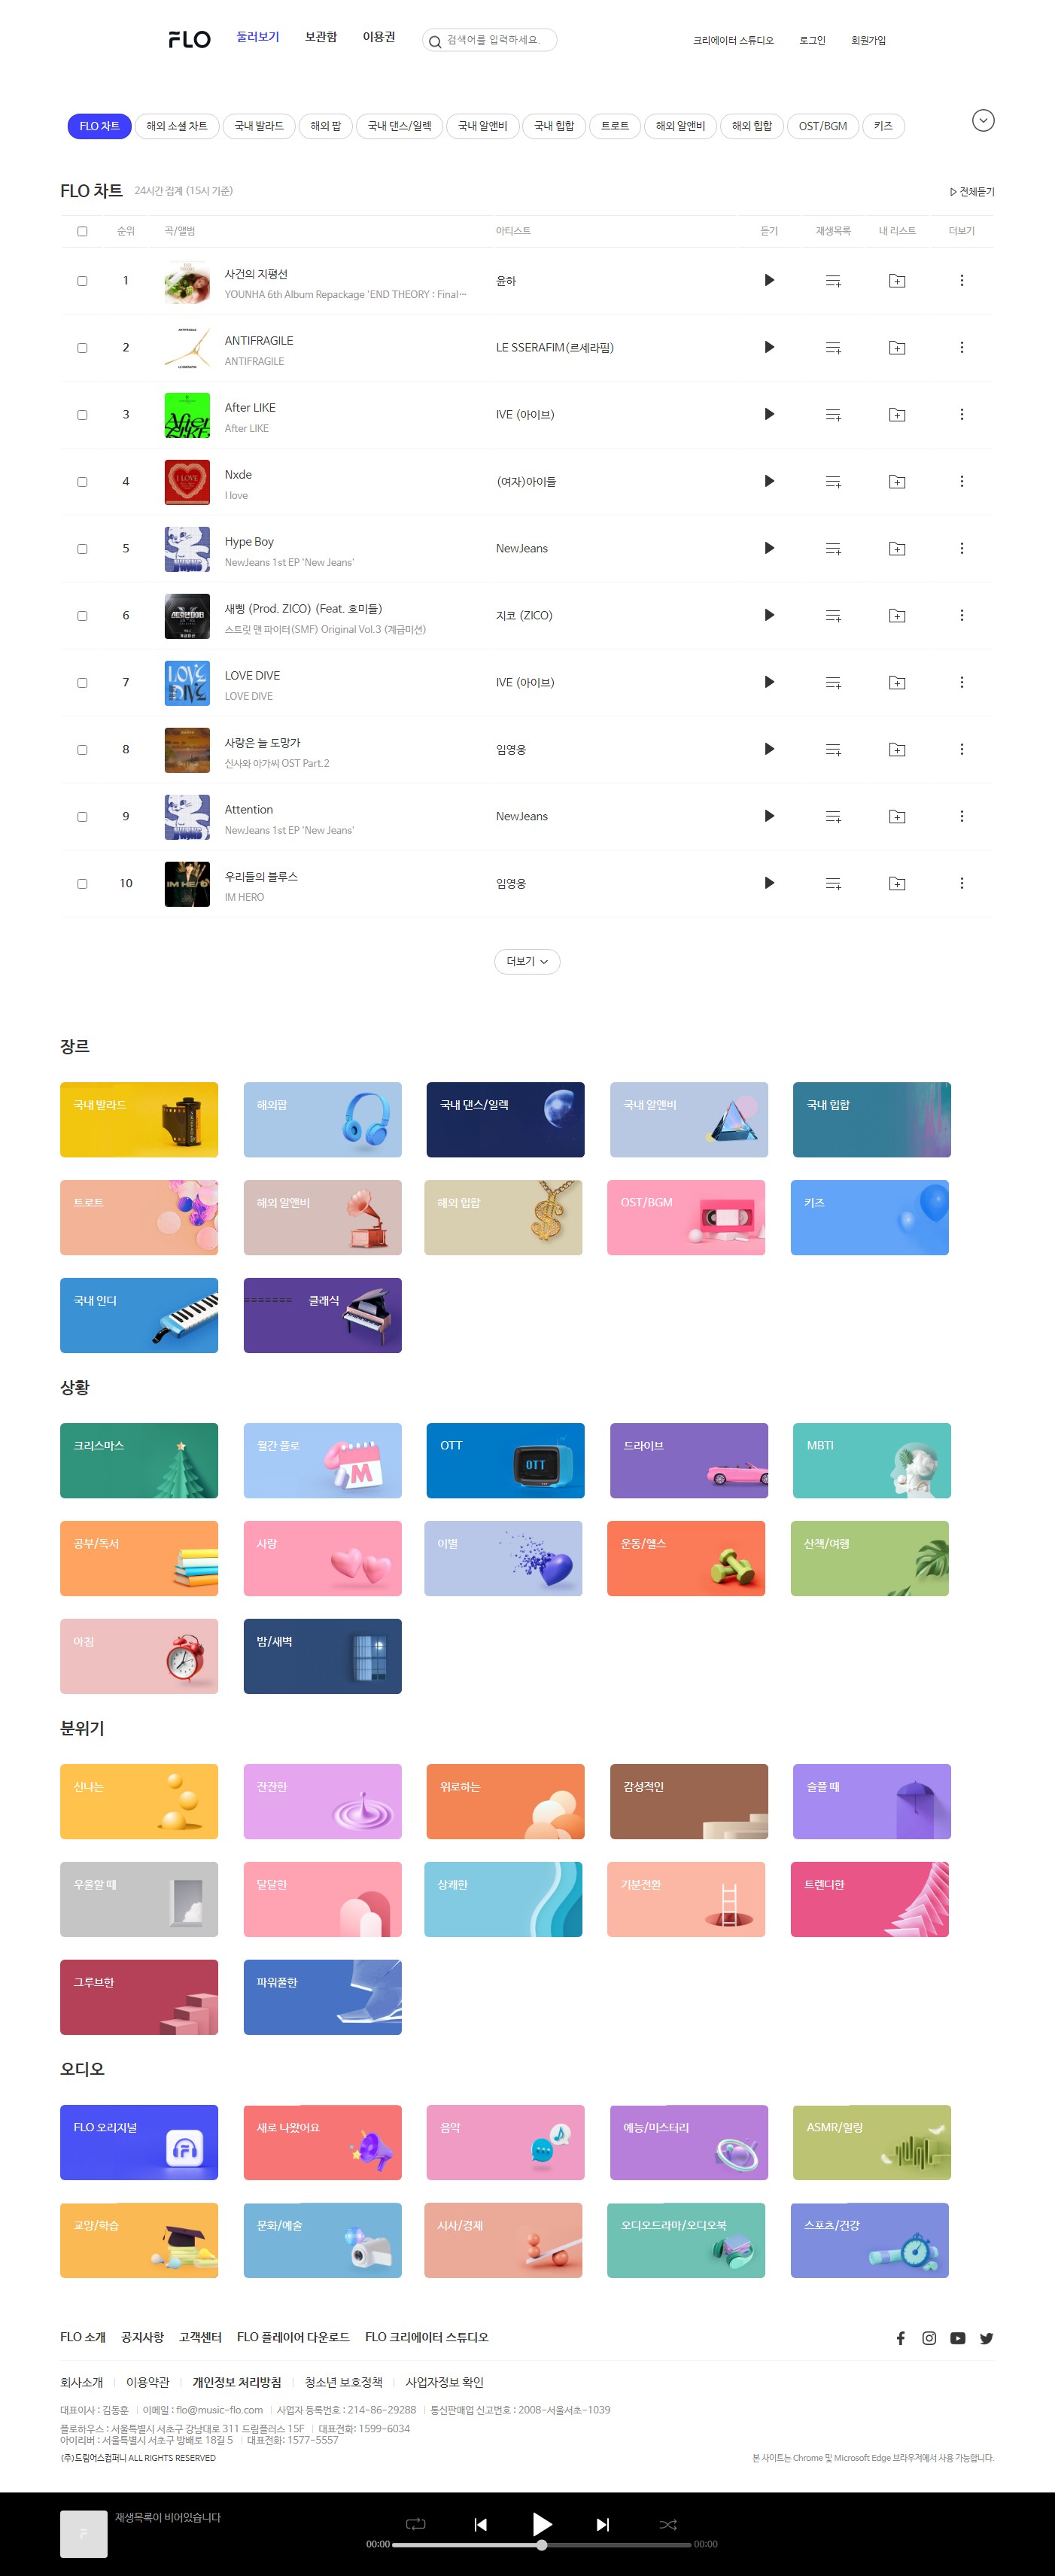 FLO 둘러보기 보관함 이용권 검색어를 입력하세요. 크리에이터 스튜디오 로그인 회원가입
FLO 차트 해외 소셜 차트 국내 발라드 해외 팝 국내 댄스/일렉 국내 알앤비 국내 힙합 트로트 해외 알앤비 해외 힙합 OST/BGM 키즈
FLO 차트 24시간 집계 (15시 기준) 전체듣기
순위 곡/앨범 아티스트 듣기 재생목록 내 리스트 더보기
1 사건의 지평선 윤하
YOUNHA 6th Album Repackage 'END THEORY : Final…
2 ANTIFRAGILE LE SSERAFIM(르세라핌)
ANTIFRAGILE
3 After LIKE IVE (아이브)
After LIKE
4 Nxde (여자)아이들
I love
5 Hype Boy NewJeans
NewJeans 1st EP 'New Jeans'
6 새삥 (Prod. ZICO) (Feat. 호미들) 지코 (ZICO)
스트릿 맨 파이터(SMF) Original Vol.3 (계급미션)
7 LOVE DIVE IVE (아이브)
LOVE DIVE
8 사랑은 늘 도망가 임영웅
신사와 아가씨 OST Part.2
9 Attention NewJeans
NewJeans 1st EP 'New Jeans'
10 우리들의 블루스 임영웅
IM HERO
더보기
장르
국내 발라드 해외팝 국내 댄스/일렉 국내 알앤비 국내 힙합
트로트 해외 알앤비 해외 힙합 OST/BGM 키즈
국내 인디 ======= 클래식
상황
크리스마스 월간 플로 OTT 드라이브 MBTI
공부/독서 사랑 이별 운동/헬스 산책/여행
아침 밤/새벽
분위기
신나는 잔잔한 위로하는 감성적인 슬플 때
우울할 때 달달한 상쾌한 기분전환 트렌디한
그루브한 파워풀한
오디오
FLO 오리지널 새로 나왔어요 음악 예능/미스터리 ASMR/힐링
교양/학습 문화/예술 시사/경제 오디오드라마/오디오북 스포츠/건강
FLO 소개 공지사항 고객센터 FLO 플레이어 다운로드 FLO 크리에이터 스튜디오
회사소개 이용약관 개인정보 처리방침 청소년 보호정책 사업자정보 확인
대표이사 : 김동훈 이메일 : flo@music-flo.com 사업자 등록번호 : 214-86-29288 통신판매업 신고번호 : 2008-서울서초-1039
플로하우스 : 서울특별시 서초구 강남대로 311 드림플러스 15F 대표전화: 1599-6034
아이리버 : 서울특별시 서초구 방배로 18길 5 대표전화: 1577-5557
(주)드림어스컴퍼니 ALL RIGHTS RESERVED 본 사이트는 Chrome 및 Microsoft Edge 브라우저에서 사용 가능합니다.
재생목록이 비어있습니다
00:00 00:00